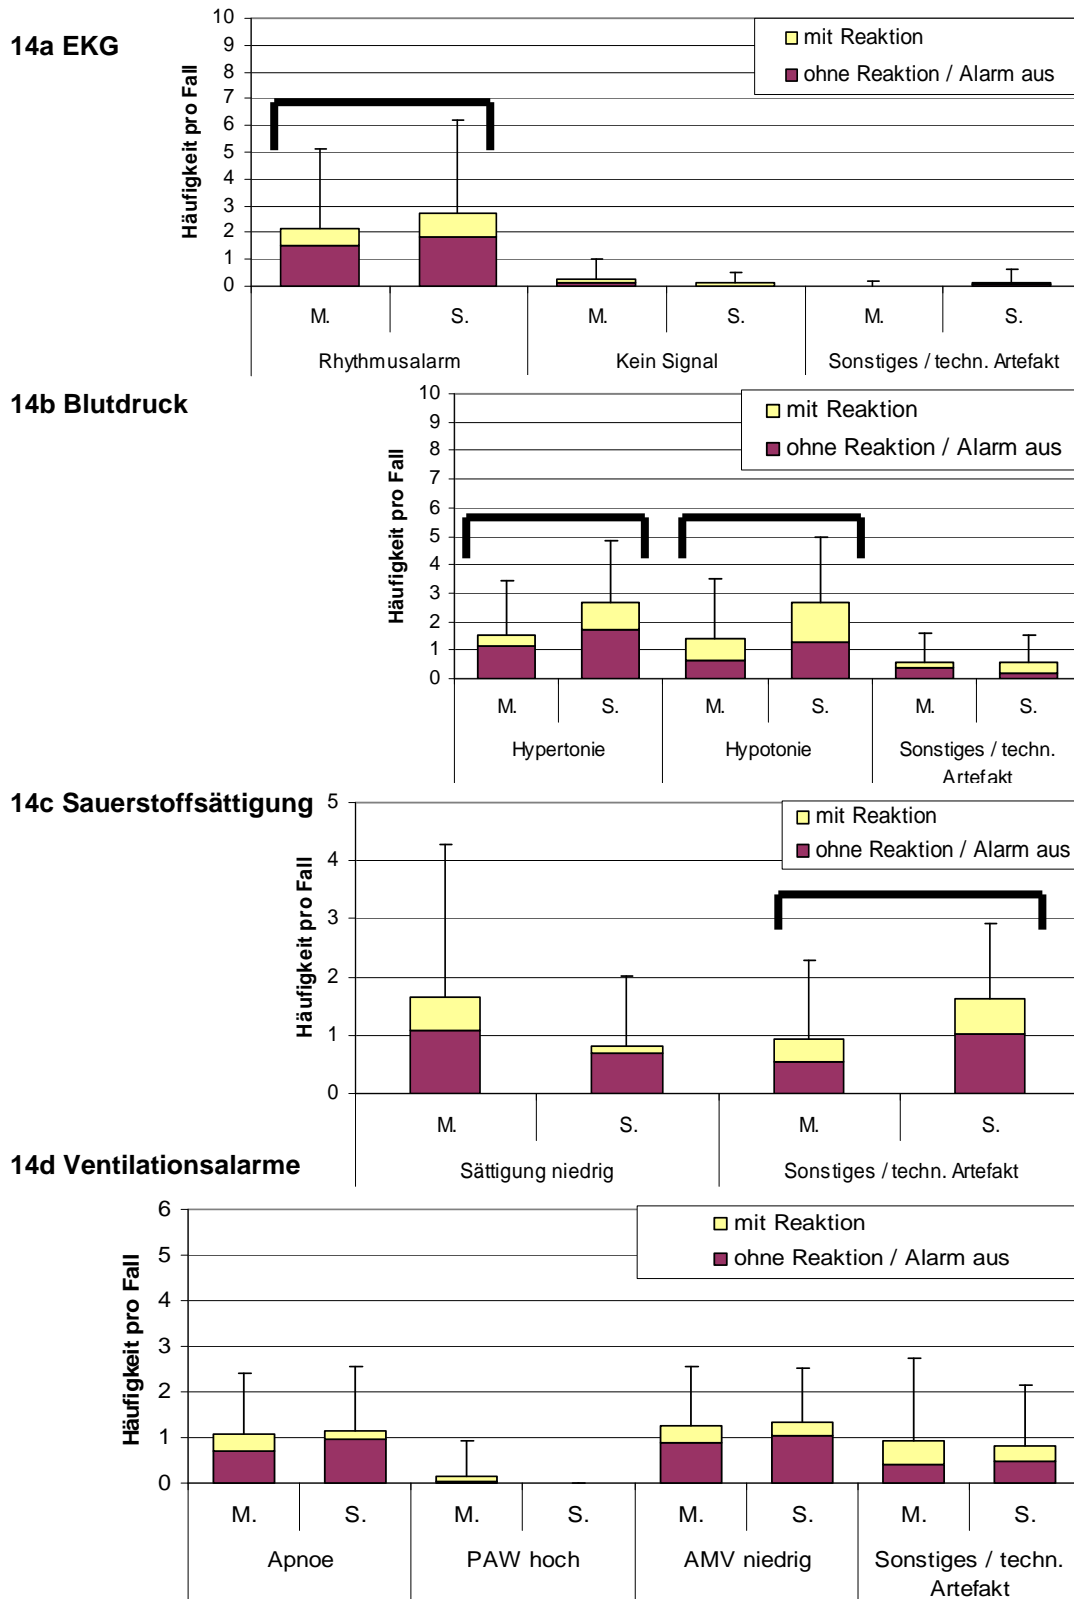 14a EKG
Häufigkeit pro Fall
10
9
8
7
6
5
4
3
2
1
0
mit Reaktion
ohne Reaktion / Alarm aus
M. S. M. S. M. S.
Rhythmusalarm Kein Signal Sonstiges / techn. Artefakt
14b Blutdruck
Häufigkeit pro Fall
10
9
8
7
6
5
4
3
2
1
0
mit Reaktion
ohne Reaktion / Alarm aus
M. S. M. S. M. S.
Hypertonie Hypotonie Sonstiges / techn.
Artefakt
14c Sauerstoffsättigung
Häufigkeit pro Fall
5
4
3
2
1
0
mit Reaktion
ohne Reaktion / Alarm aus
M. S. M. S.
Sättigung niedrig Sonstiges / techn. Artefakt
14d Ventilationsalarme
Häufigkeit pro Fall
6
5
4
3
2
1
0
mit Reaktion
ohne Reaktion / Alarm aus
M. S. M. S. M. S. M. S.
Apnoe PAW hoch AMV niedrig Sonstiges / techn.
Artefakt